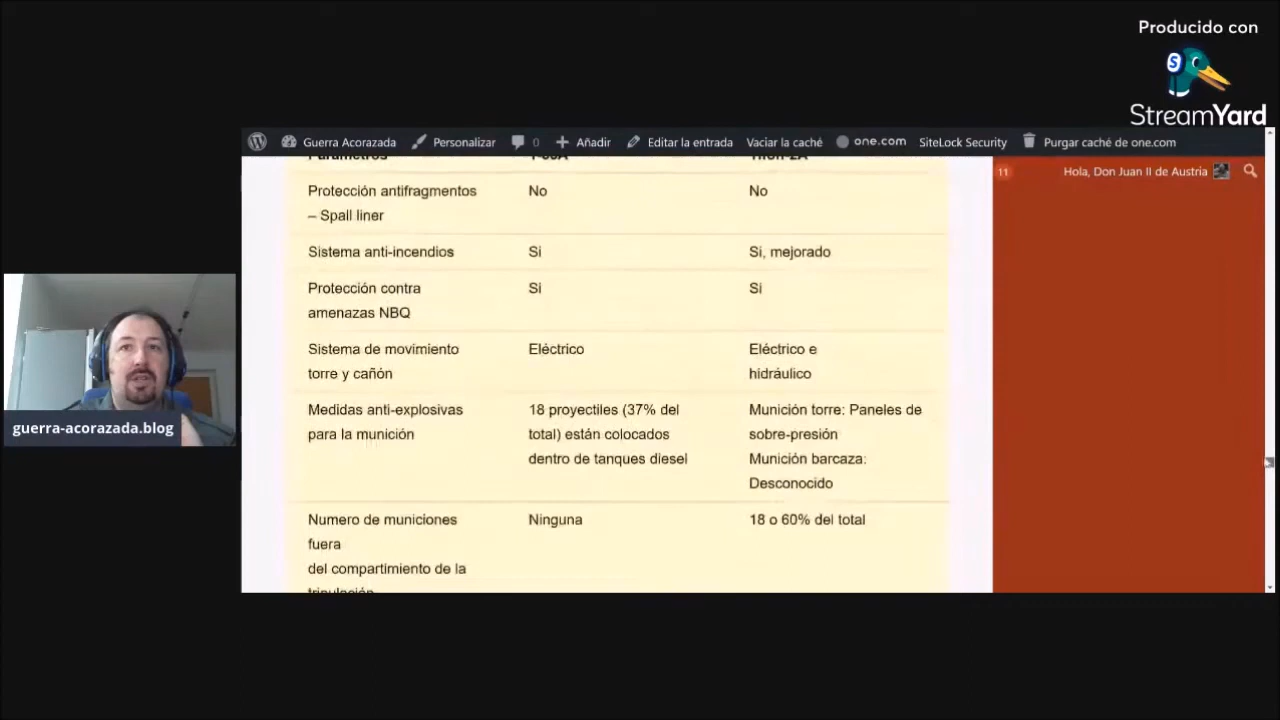 Producido con
StreamYard
Guerra Acorazada Personalizar 0 Añadir Editar la entrada Vaciar la caché one.com SiteLock Security Purgar caché de one.com
11 Hola, Don Juan II de Austria
Parámetros
Protección antifragmentos No No
– Spall liner
Sistema anti-incendios Si Si, mejorado
Protección contra Si Si
amenazas NBQ
Sistema de movimiento Eléctrico Eléctrico e
torre y cañón hidráulico
Medidas anti-explosivas 18 proyectiles (37% del Munición torre: Paneles de
para la munición total) están colocados sobre-presión
dentro de tanques diesel Munición barcaza:
Desconocido
Numero de municiones Ninguna 18 o 60% del total
fuera
del compartimiento de la
tripulación
guerra-acorazada.blog